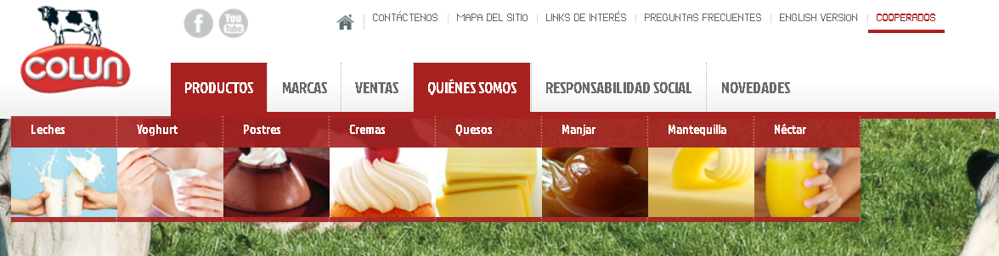 COLUN
f
You Tube
CONTÁCTENOS MAPA DEL SITIO LINKS DE INTERÉS PREGUNTAS FRECUENTES ENGLISH VERSION COOPERADOS
PRODUCTOS MARCAS VENTAS QUIÉNES SOMOS RESPONSABILIDAD SOCIAL NOVEDADES
Leches Yoghurt Postres Cremas Quesos Manjar Mantequilla Néctar